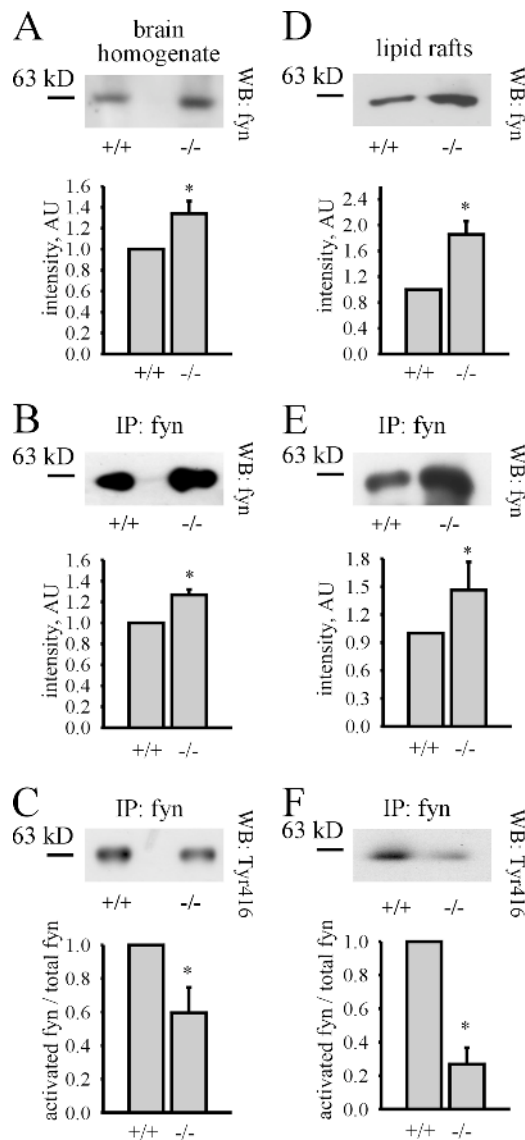 A
brain
homogenate
63 kD
WB: fyn
+/+ -/-
intensity, AU
1.6
1.4
1.2
1.0
0.8
0.6
0.4
0.2
0.0
*
+/+ -/-
D
lipid rafts
63 kD
WB: fyn
+/+ -/-
intensity, AU
2.4
2.0
1.6
1.2
0.8
0.4
0.0
*
+/+ -/-
B
IP: fyn
63 kD
WB: fyn
+/+ -/-
intensity, AU
1.6
1.4
1.2
1.0
0.8
0.6
0.4
0.2
0.0
*
+/+ -/-
E
IP: fyn
63 kD
WB: fyn
+/+ -/-
intensity, AU
1.8
1.5
1.2
0.9
0.6
0.3
0.0
*
+/+ -/-
C
IP: fyn
63 kD
WB: Tyr416
+/+ -/-
activated fyn / total fyn
1.0
0.8
0.6
0.4
0.2
0.0
*
+/+ -/-
F
IP: fyn
63 kD
WB: Tyr416
+/+ -/-
activated fyn / total fyn
1.0
0.8
0.6
0.4
0.2
0.0
*
+/+ -/-